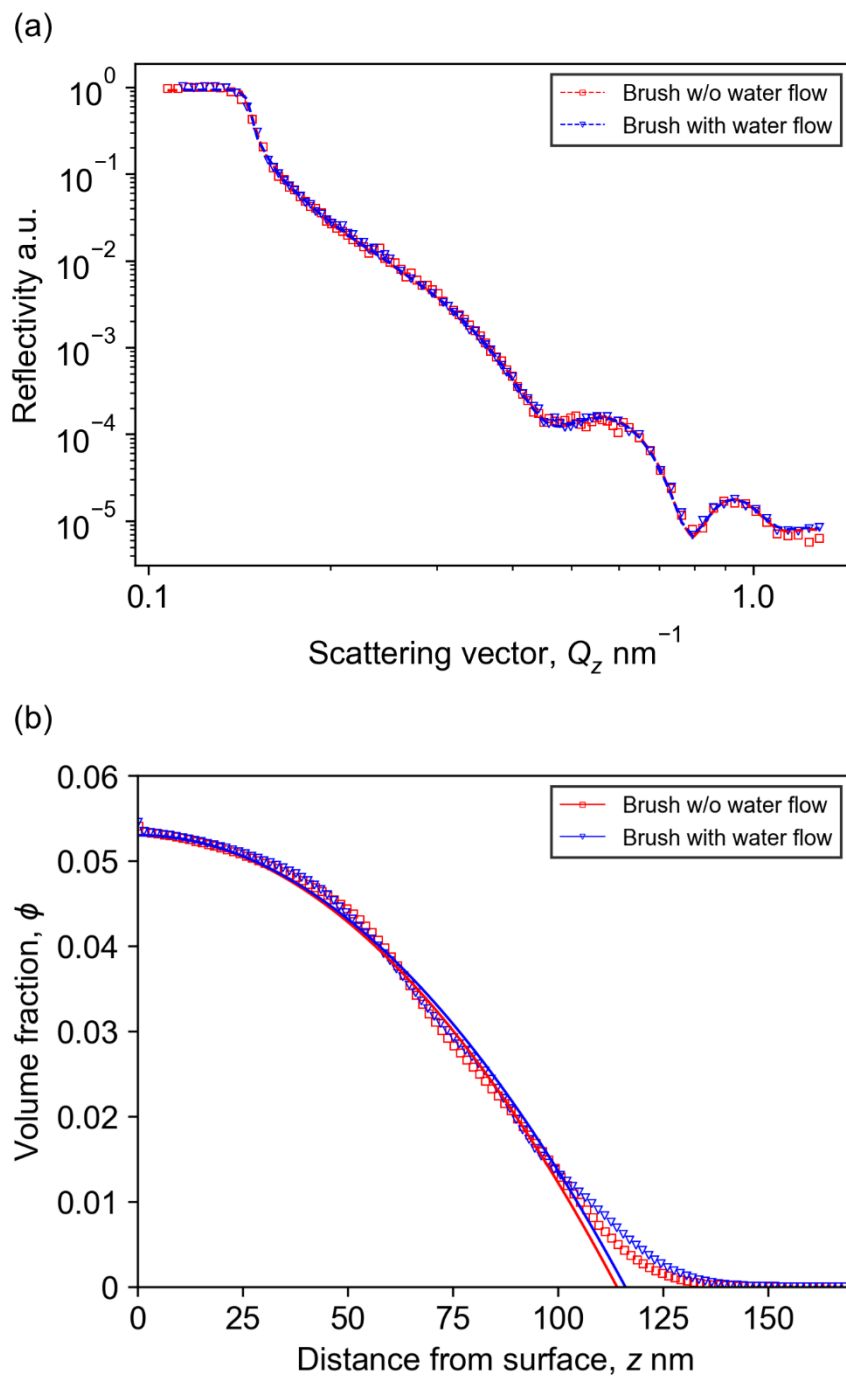 (a)
10⁰
10⁻¹
10⁻²
10⁻³
10⁻⁴
10⁻⁵
Reflectivity a.u.
Brush w/o water flow
Brush with water flow
0.1
1.0
Scattering vector, Q_z nm⁻¹
(b)
0.06
0.05
0.04
0.03
0.02
0.01
0
Volume fraction, ϕ
Brush w/o water flow
Brush with water flow
0
25
50
75
100
125
150
Distance from surface, z nm